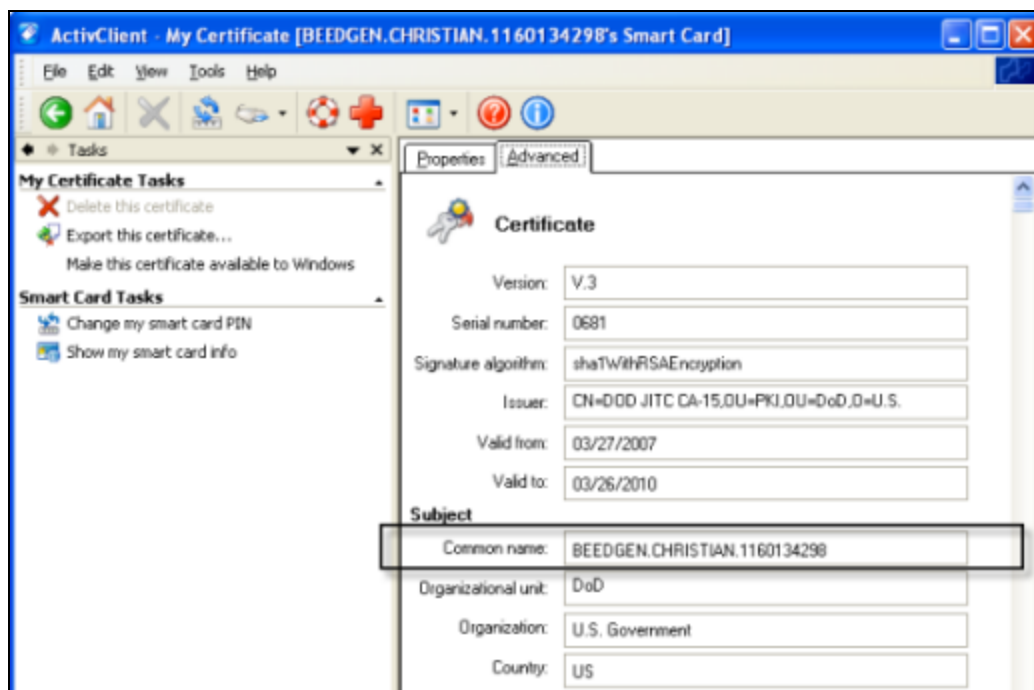 ActivClient - My Certificate [BEEDGEN.CHRISTIAN.1160134298's Smart Card]
File Edit View Tools Help
Tasks
My Certificate Tasks
Delete this certificate
Export this certificate...
Make this certificate available to Windows
Smart Card Tasks
Change my smart card PIN
Show my smart card info
Properties Advanced
Certificate
Version: V.3
Serial number: 0681
Signature algorithm: sha1WithRSAEncryption
Issuer: CN=DOD JITC CA-15,OU=PKI,OU=DoD,O=U.S.
Valid from: 03/27/2007
Valid to: 03/26/2010
Subject
Common name: BEEDGEN.CHRISTIAN.1160134298
Organizational unit: DoD
Organization: U.S. Government
Country: US